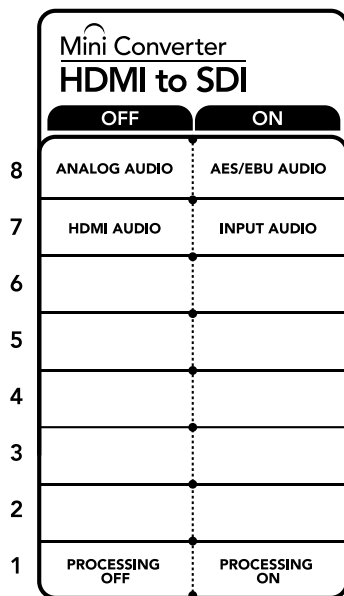 Mini Converter
HDMI to SDI
OFF ON
8 ANALOG AUDIO AES/EBU AUDIO
7 HDMI AUDIO INPUT AUDIO
6
5
4
3
2
1 PROCESSING OFF PROCESSING ON